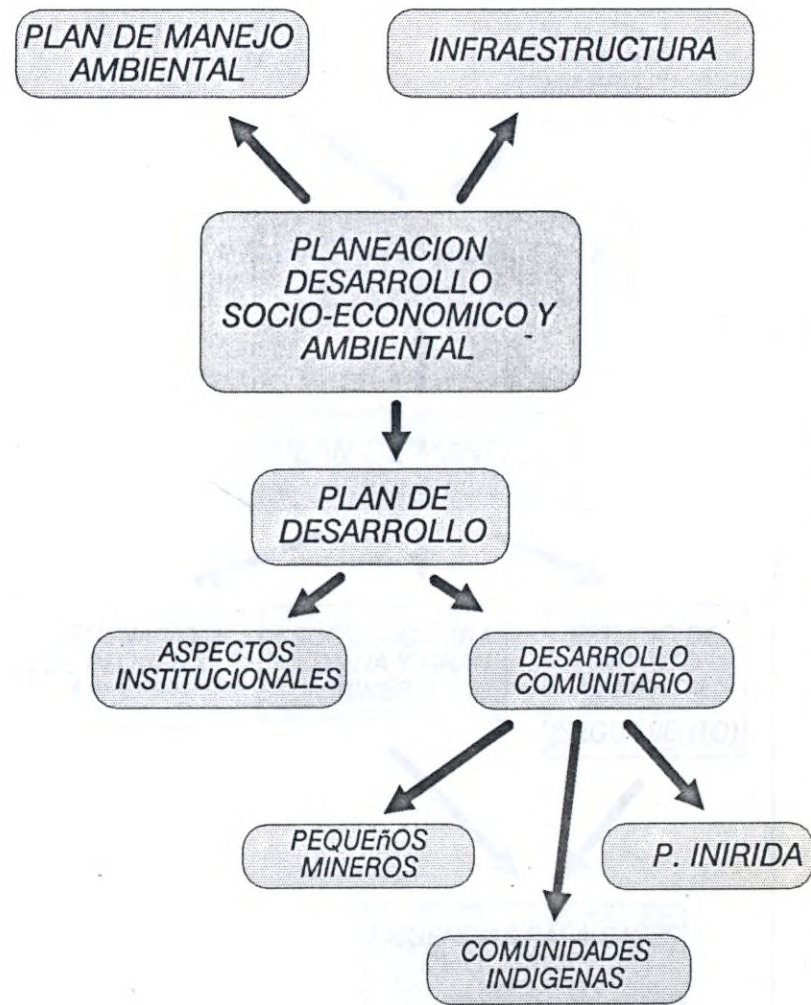 PLAN DE MANEJO
AMBIENTAL
INFRAESTRUCTURA
PLANEACION
DESARROLLO
SOCIO-ECONOMICO Y
AMBIENTAL
PLAN DE
DESARROLLO
ASPECTOS
INSTITUCIONALES
DESARROLLO
COMUNITARIO
PEQUEñOS
MINEROS
P. INIRIDA
COMUNIDADES
INDIGENAS